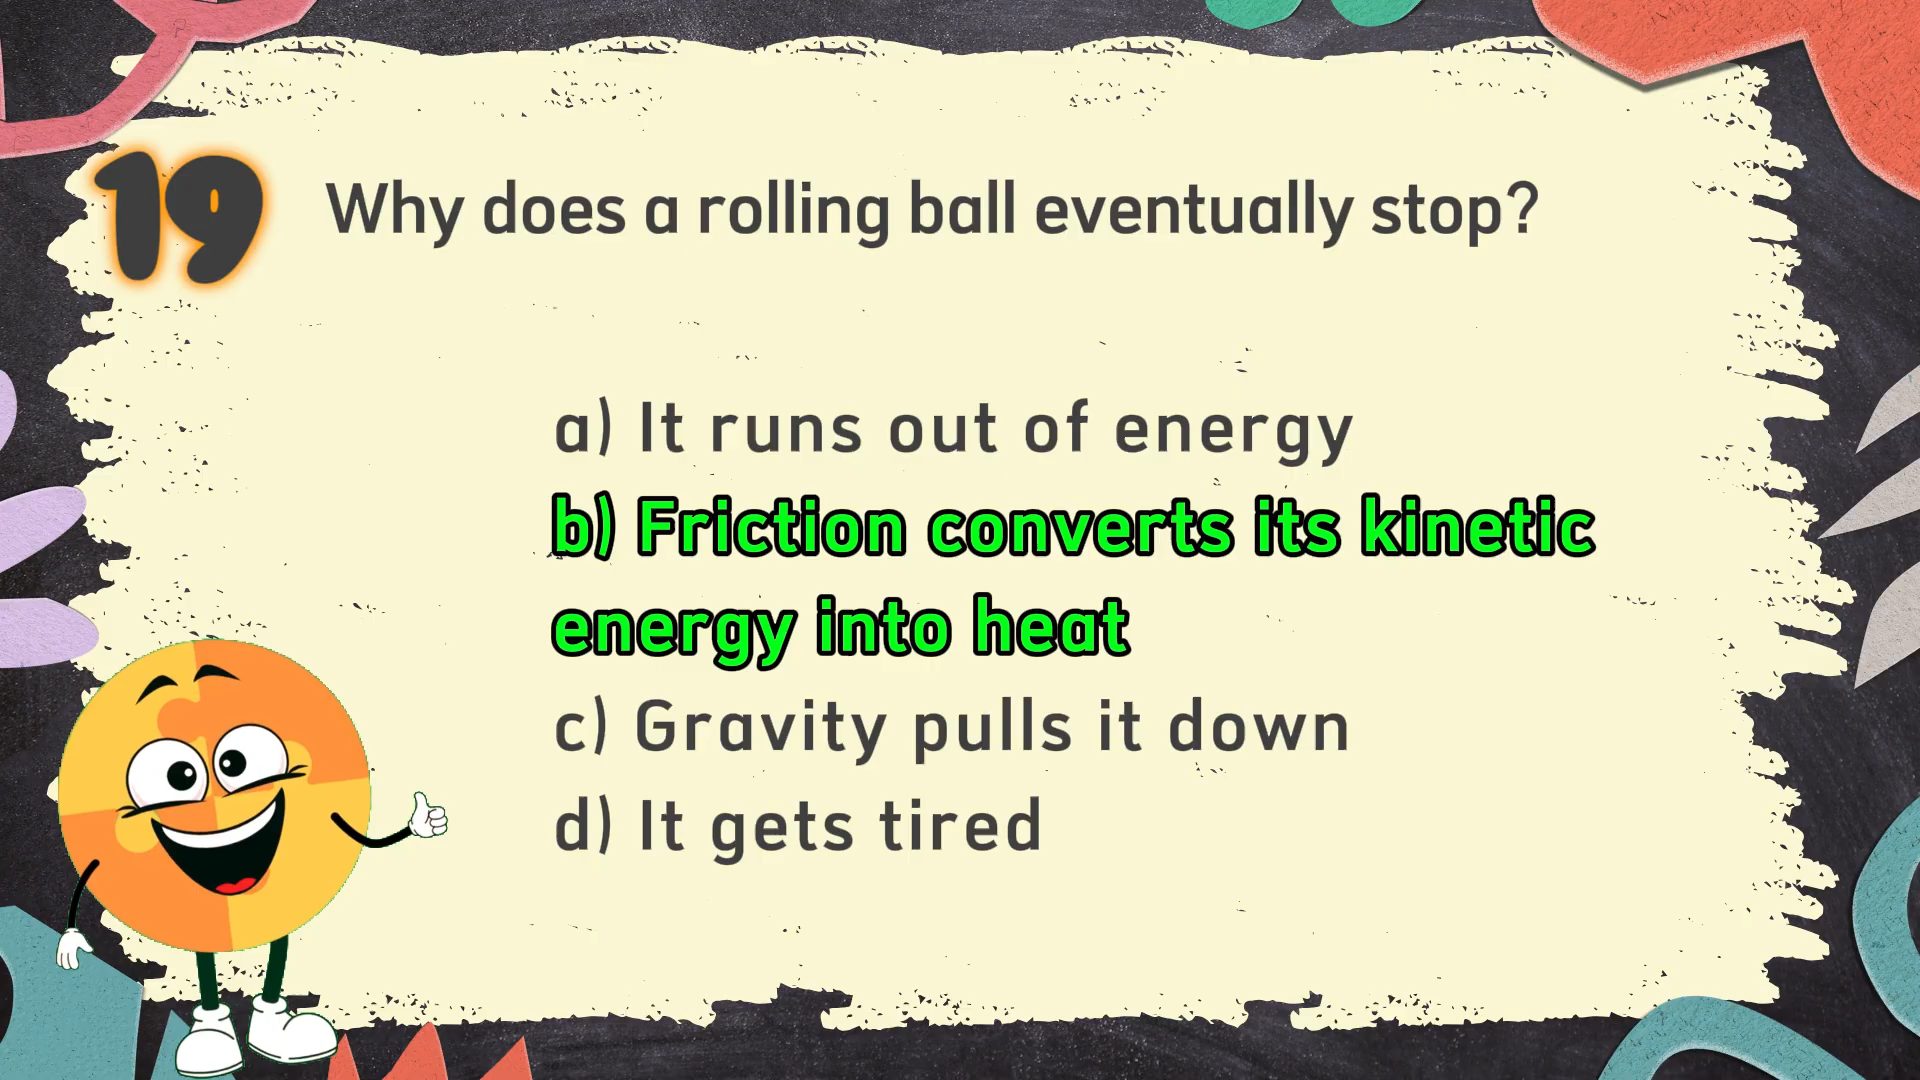 19 Why does a rolling ball eventually stop?
a) It runs out of energy
b) Friction converts its kinetic
energy into heat
c) Gravity pulls it down
d) It gets tired